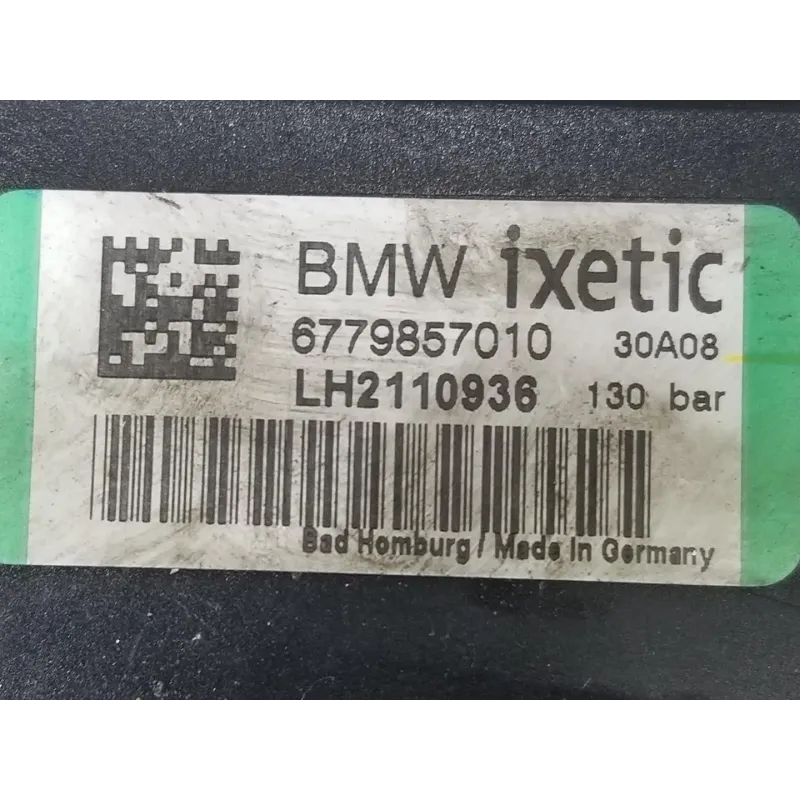 BMW ixetic
6779857010 30A08
LH2110936 130 bar
Bad Homburg / Made in Germany